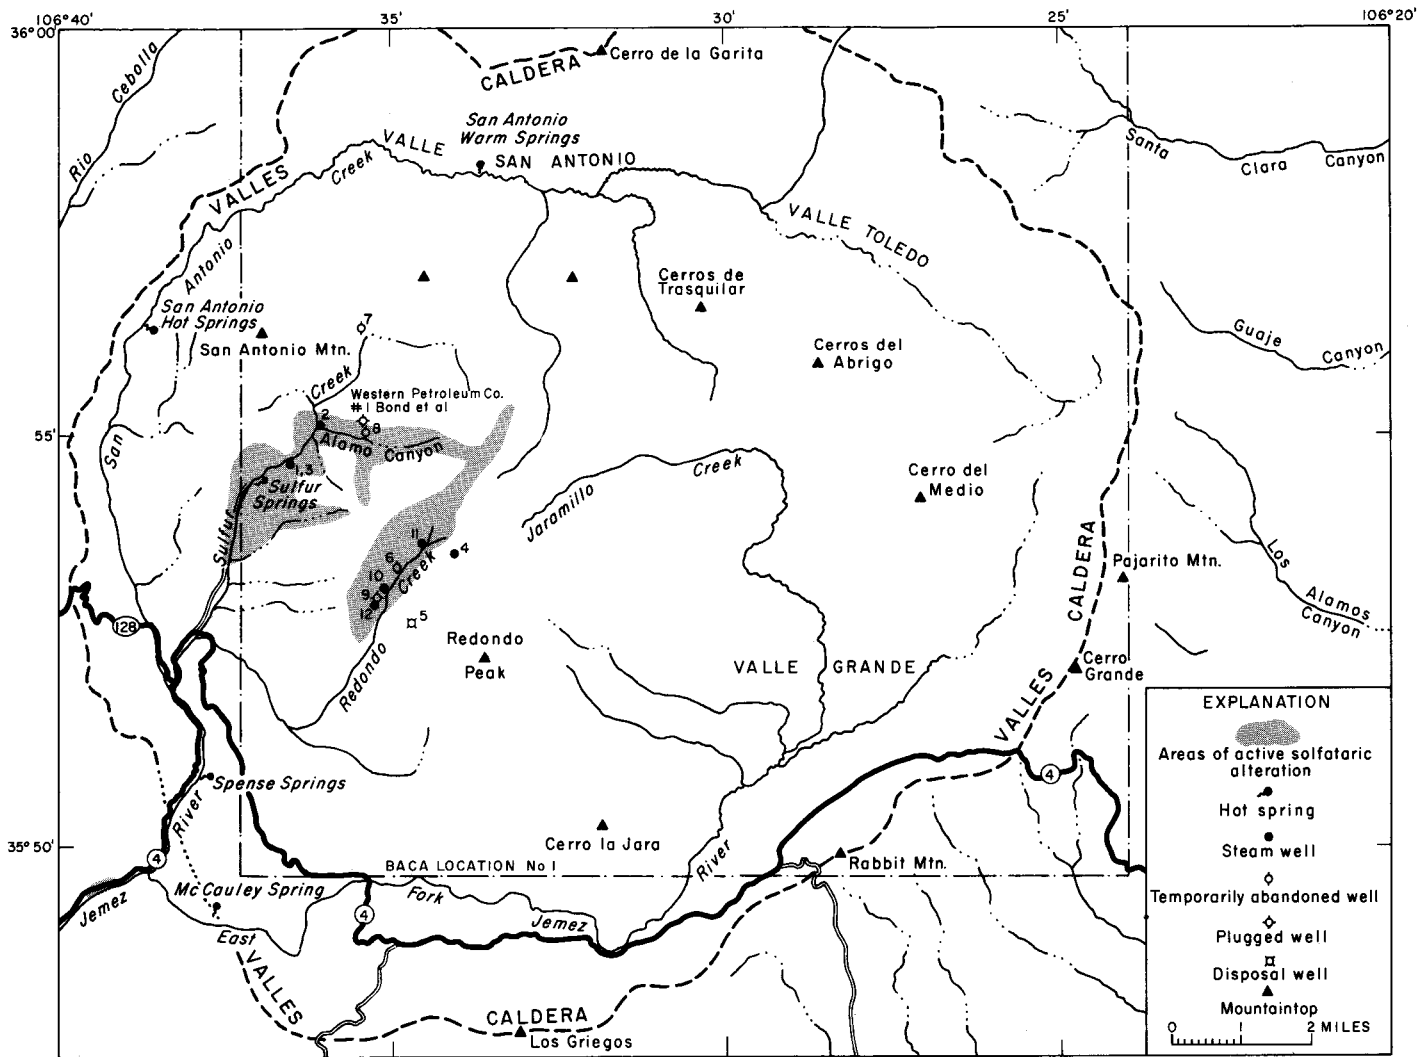 106°40'
35'
30'
25'
106°20'
36°00'
Rio
Cebolla
CALDERA
Cerro de la Garita
San Antonio
Warm Springs
VALLE
SAN ANTONIO
Creek
VALLES
Antonio
San
Santa
Clara
Canyon
VALLE TOLEDO
Cerros de
Trasquilar
San Antonio
Hot Springs
San Antonio Mtn.
7
Guaje
Canyon
Cerros del
Abrigo
Creek
Western Petroleum Co.
#1 Bond et al
2
8
Alamo
Canyon
55'
1,3
Sulfur
Springs
Sulfur
Creek
Jaramillo
Cerro del
Medio
Los
Alamos
Canyon
CALDERA
Pajarito Mtn.
11
4
6
10
9
12
Creek
5
Redondo
128
Redondo
Peak
VALLE GRANDE
Cerro
Grande
VALLES
4
Spense Springs
River
4
35°50'
Jemez
McCauley Spring
Cerro la Jara
BACA LOCATION No 1
River
Rabbit Mtn.
East
Fork
Jemez
4
VALLES
CALDERA
Los Griegos
EXPLANATION
Areas of active solfataric
alteration
Hot spring
Steam well
Temporarily abandoned well
Plugged well
Disposal well
Mountaintop
0 2 MILES